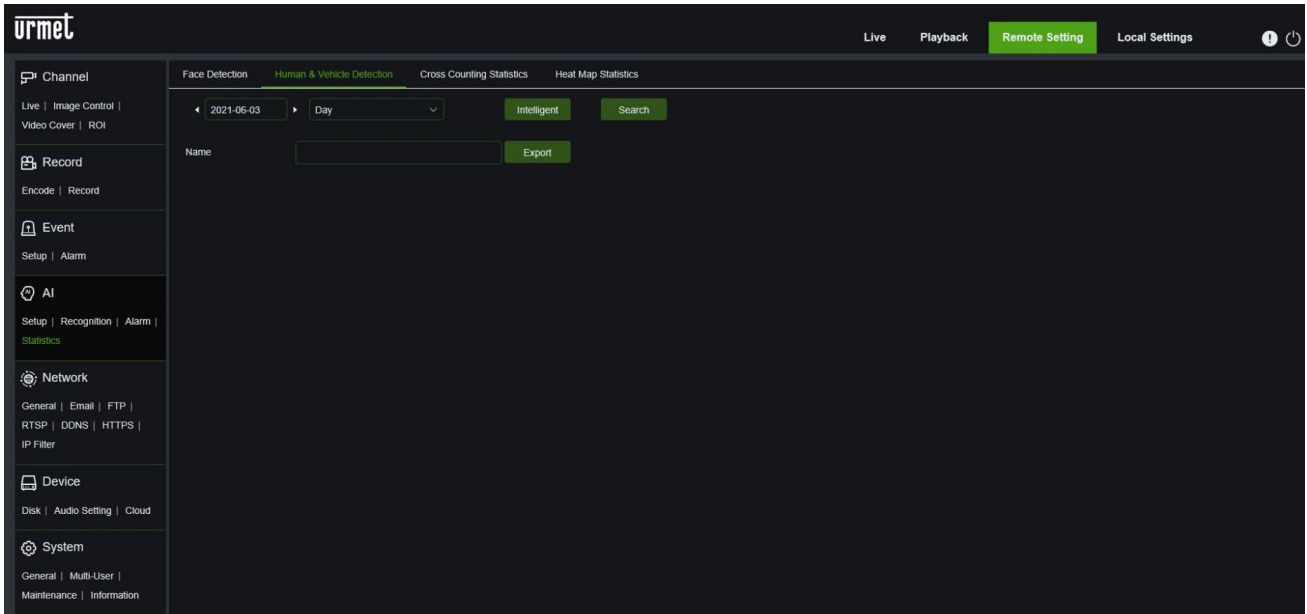 urmet
Live Playback Remote Setting Local Settings
Channel
Live | Image Control |
Video Cover | ROI
Record
Encode | Record
Event
Setup | Alarm
AI
Setup | Recognition | Alarm |
Statistics
Network
General | Email | FTP |
RTSP | DDNS | HTTPS |
IP Filter
Device
Disk | Audio Setting | Cloud
System
General | Multi-User |
Maintenance | Information
Face Detection Human & Vehicle Detection Cross Counting Statistics Heat Map Statistics
2021-06-03 Day Intelligent Search
Name Export